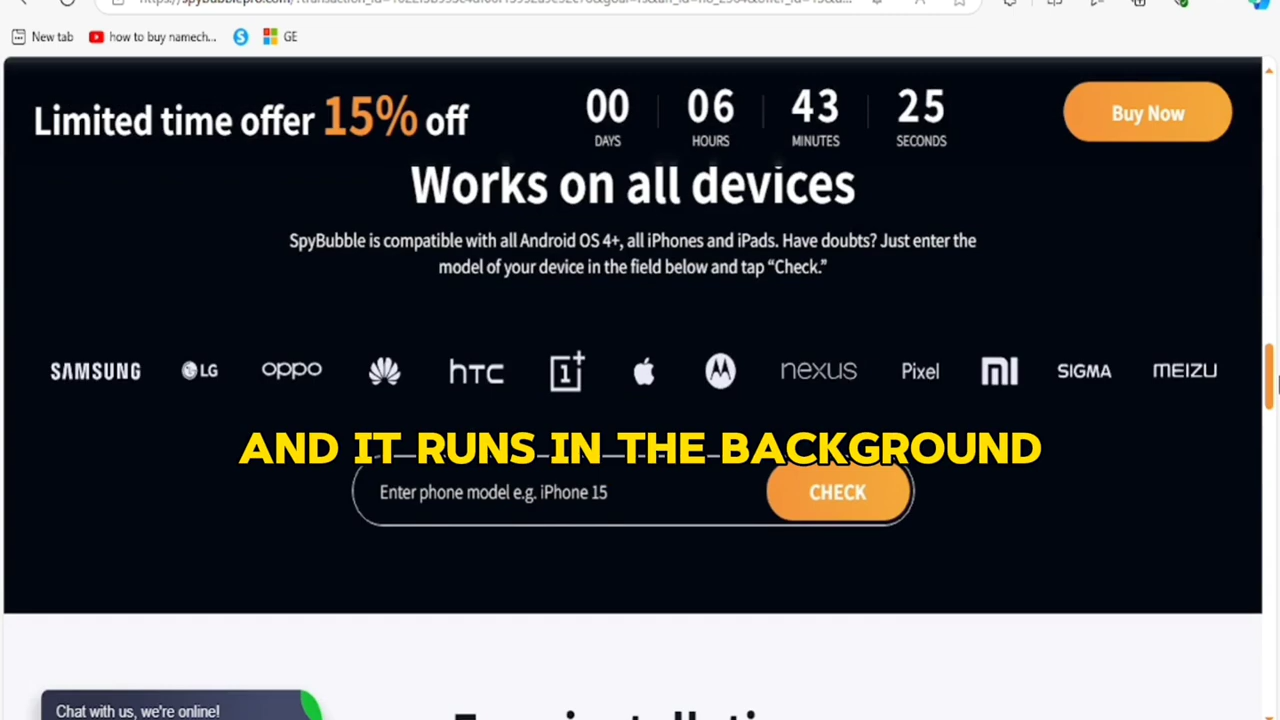 New tab
how to buy namech...
GE
Limited time offer 15% off
00 06 43 25
DAYS HOURS MINUTES SECONDS
Buy Now
Works on all devices
SpyBubble is compatible with all Android OS 4+, all iPhones and iPads. Have doubts? Just enter the
model of your device in the field below and tap “Check.”
SAMSUNG LG oppo hTC 1+ nexus Pixel mi SIGMA MEIZU
AND IT RUNS IN THE BACKGROUND
Enter phone model e.g. iPhone 15
CHECK
Chat with us, we're online!